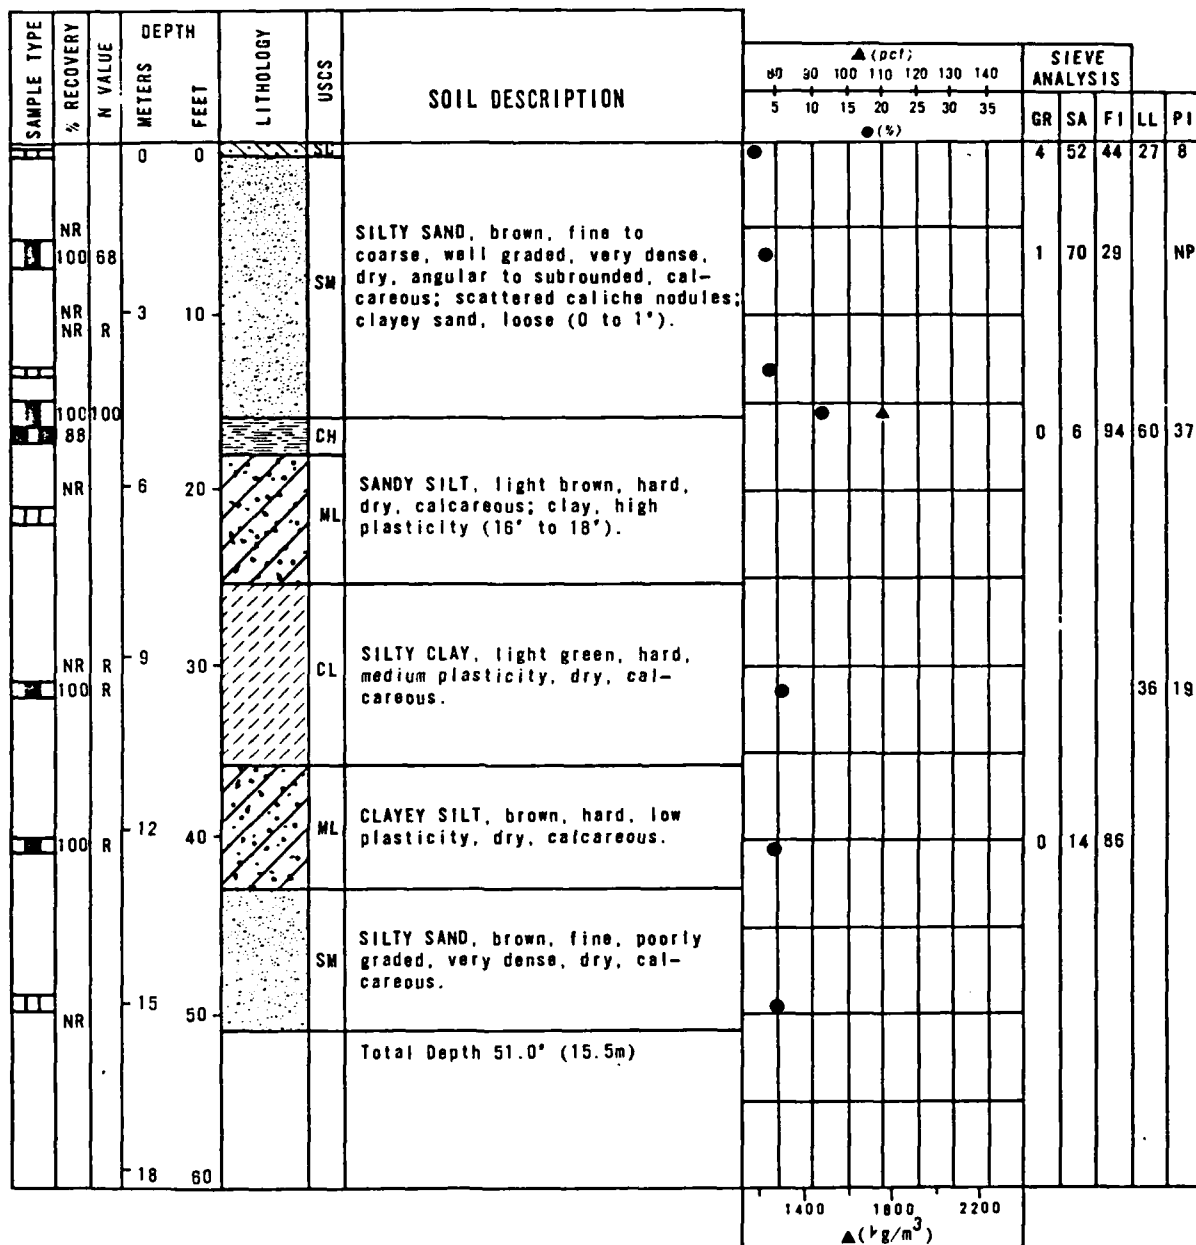 SAMPLE TYPE
% RECOVERY
N VALUE
DEPTH
METERS
FEET
LITHOLOGY
USCS
SOIL DESCRIPTION
▲(pcf)
80 90 100 110 120 130 140
5 10 15 20 25 30 35
●(%)
SIEVE
ANALYSIS
GR SA FI LL PI
0 0 SC 4 52 44 27 8
NR
100 68 1 70 29 NP
SILTY SAND, brown, fine to
coarse, well graded, very dense,
dry, angular to subrounded, cal-
careous; scattered caliche nodules;
clayey sand, loose (0 to 1').
SM
NR 3 10
NR R
100 100
88 CH 0 6 94 60 37
NR 6 20 ML
SANDY SILT, light brown, hard,
dry, calcareous; clay, high
plasticity (16' to 18').
NR R 9 30 CL
100 R 36 19
SILTY CLAY, light green, hard,
medium plasticity, dry, cal-
careous.
12 40 ML
100 R 0 14 86
CLAYEY SILT, brown, hard, low
plasticity, dry, calcareous.
SM
SILTY SAND, brown, fine, poorly
graded, very dense, dry, cal-
careous.
15 50
NR
Total Depth 51.0' (15.5m)
18 60
1400 1800 2200
▲(kg/m³)